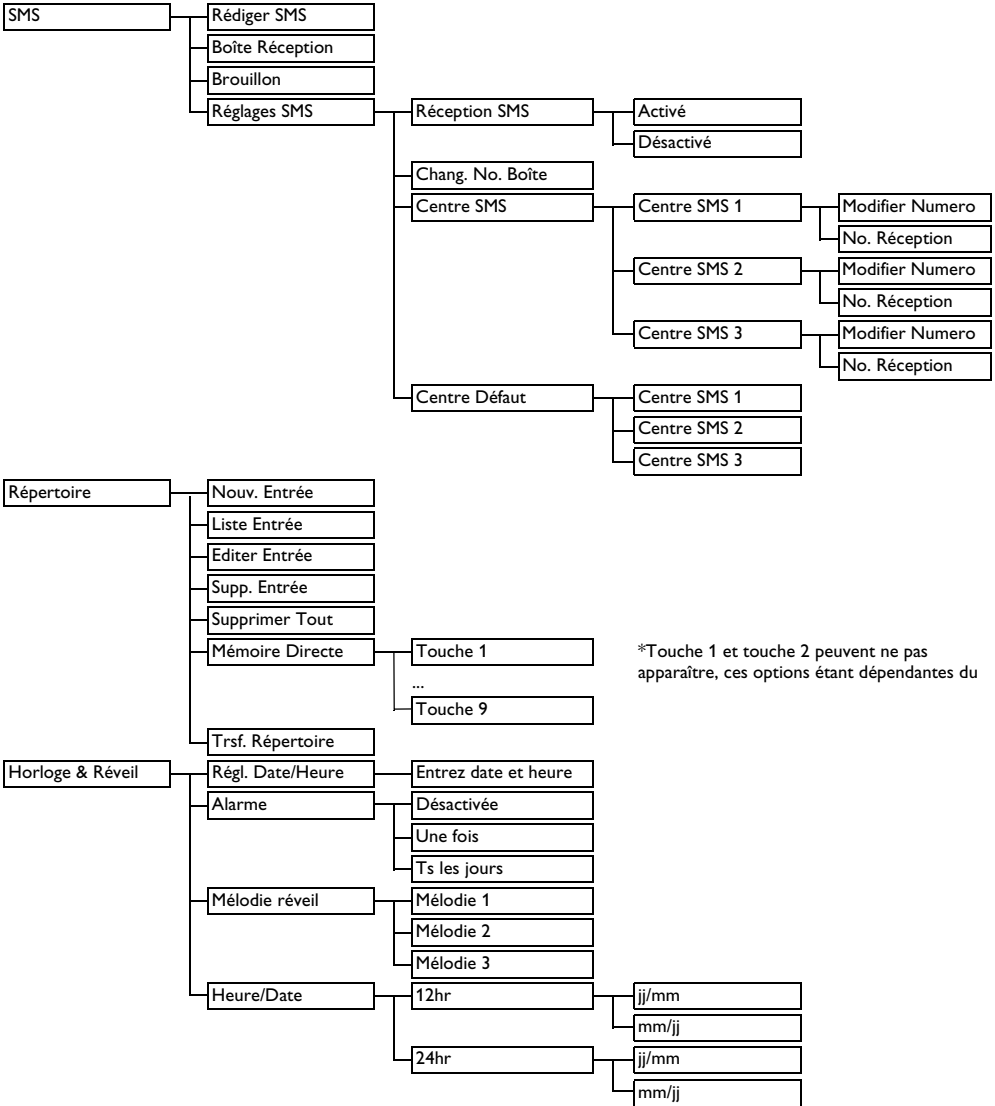 SMS
Rédiger SMS
Boîte Réception
Brouillon
Réglages SMS
Réception SMS
Activé
Désactivé
Chang. No. Boîte
Centre SMS
Centre SMS 1
Modifier Numero
No. Réception
Centre SMS 2
Modifier Numero
No. Réception
Centre SMS 3
Modifier Numero
No. Réception
Centre Défaut
Centre SMS 1
Centre SMS 2
Centre SMS 3
Répertoire
Nouv. Entrée
Liste Entrée
Editer Entrée
Supp. Entrée
Supprimer Tout
Mémoire Directe
Touche 1
...
Touche 9
*Touche 1 et touche 2 peuvent ne pas
apparaître, ces options étant dépendantes du
Trsf. Répertoire
Horloge & Réveil
Régl. Date/Heure
Entrez date et heure
Alarme
Désactivée
Une fois
Ts les jours
Mélodie réveil
Mélodie 1
Mélodie 2
Mélodie 3
Heure/Date
12hr
jj/mm
mm/jj
24hr
jj/mm
mm/jj